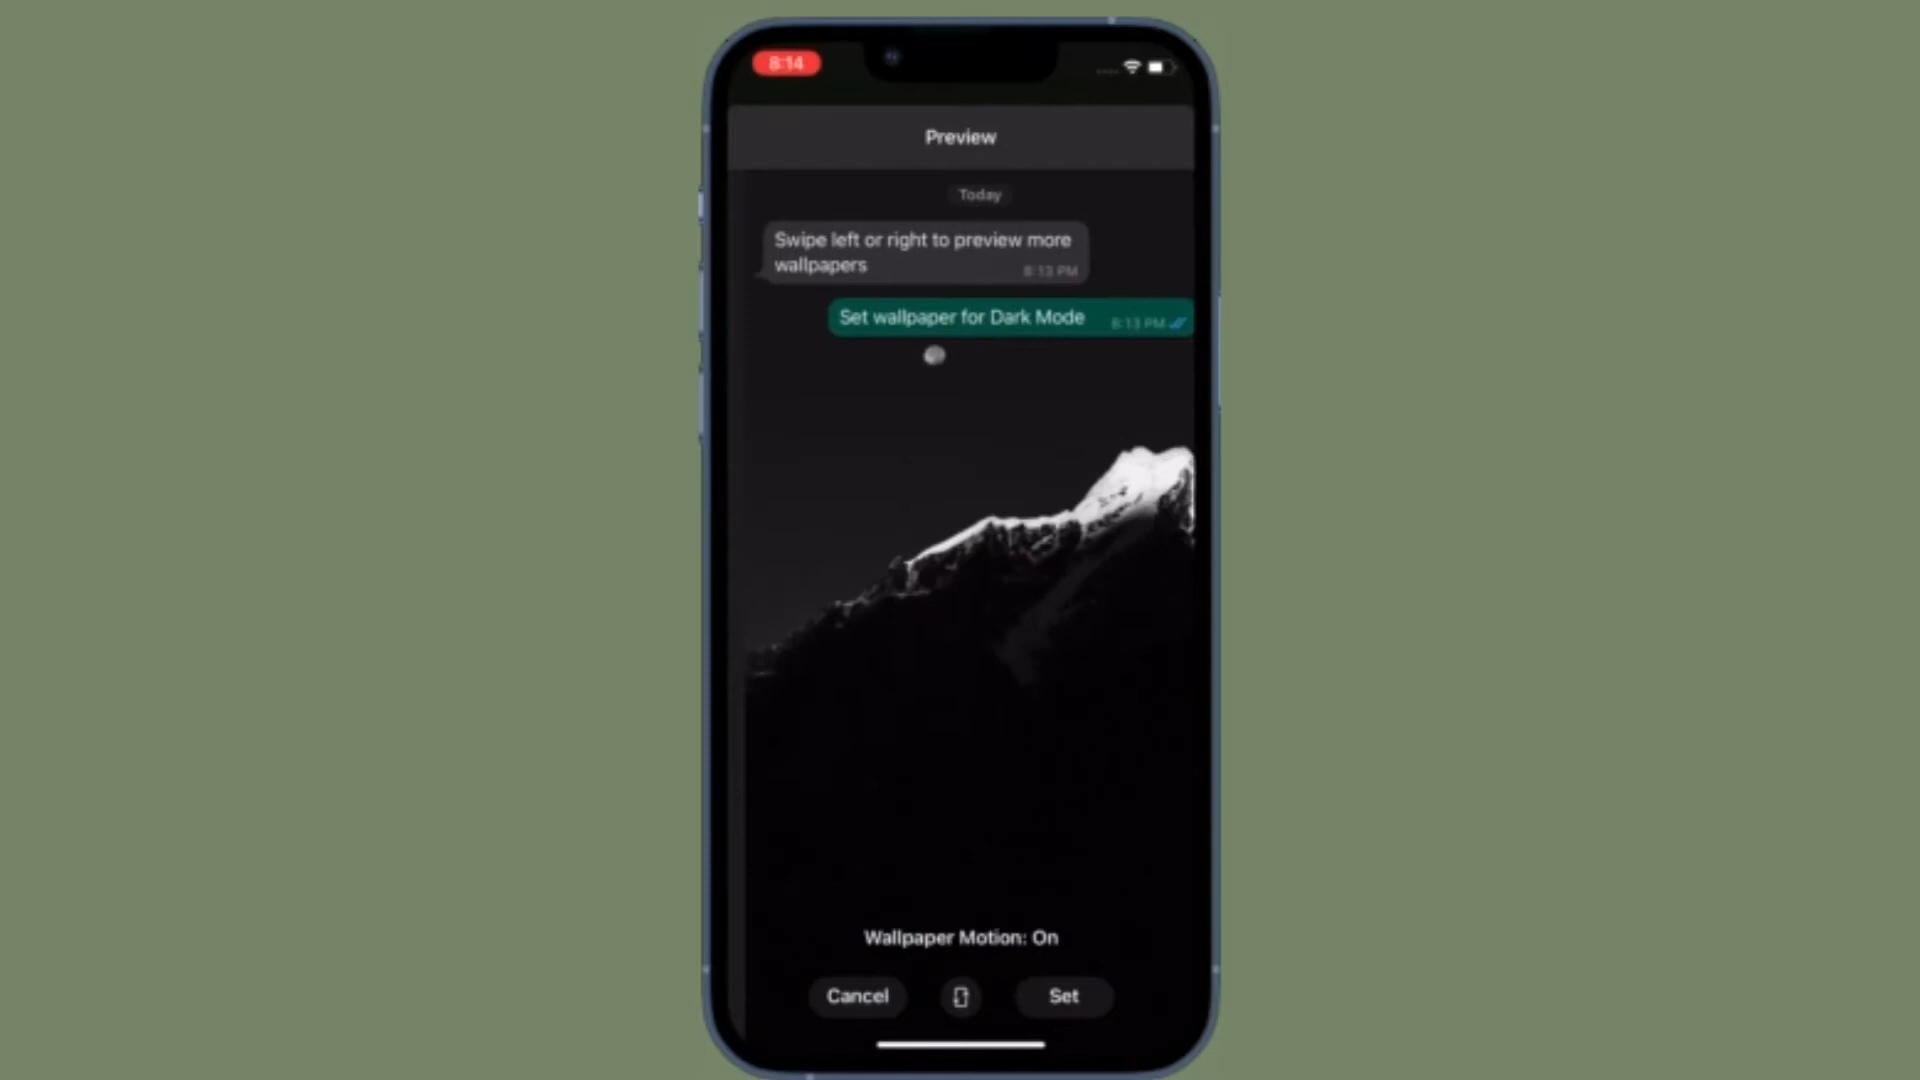 8:14
Preview
Today
Swipe left or right to preview more
wallpapers
8:13 PM
Set wallpaper for Dark Mode
8:13 PM
Wallpaper Motion: On
Cancel
Set